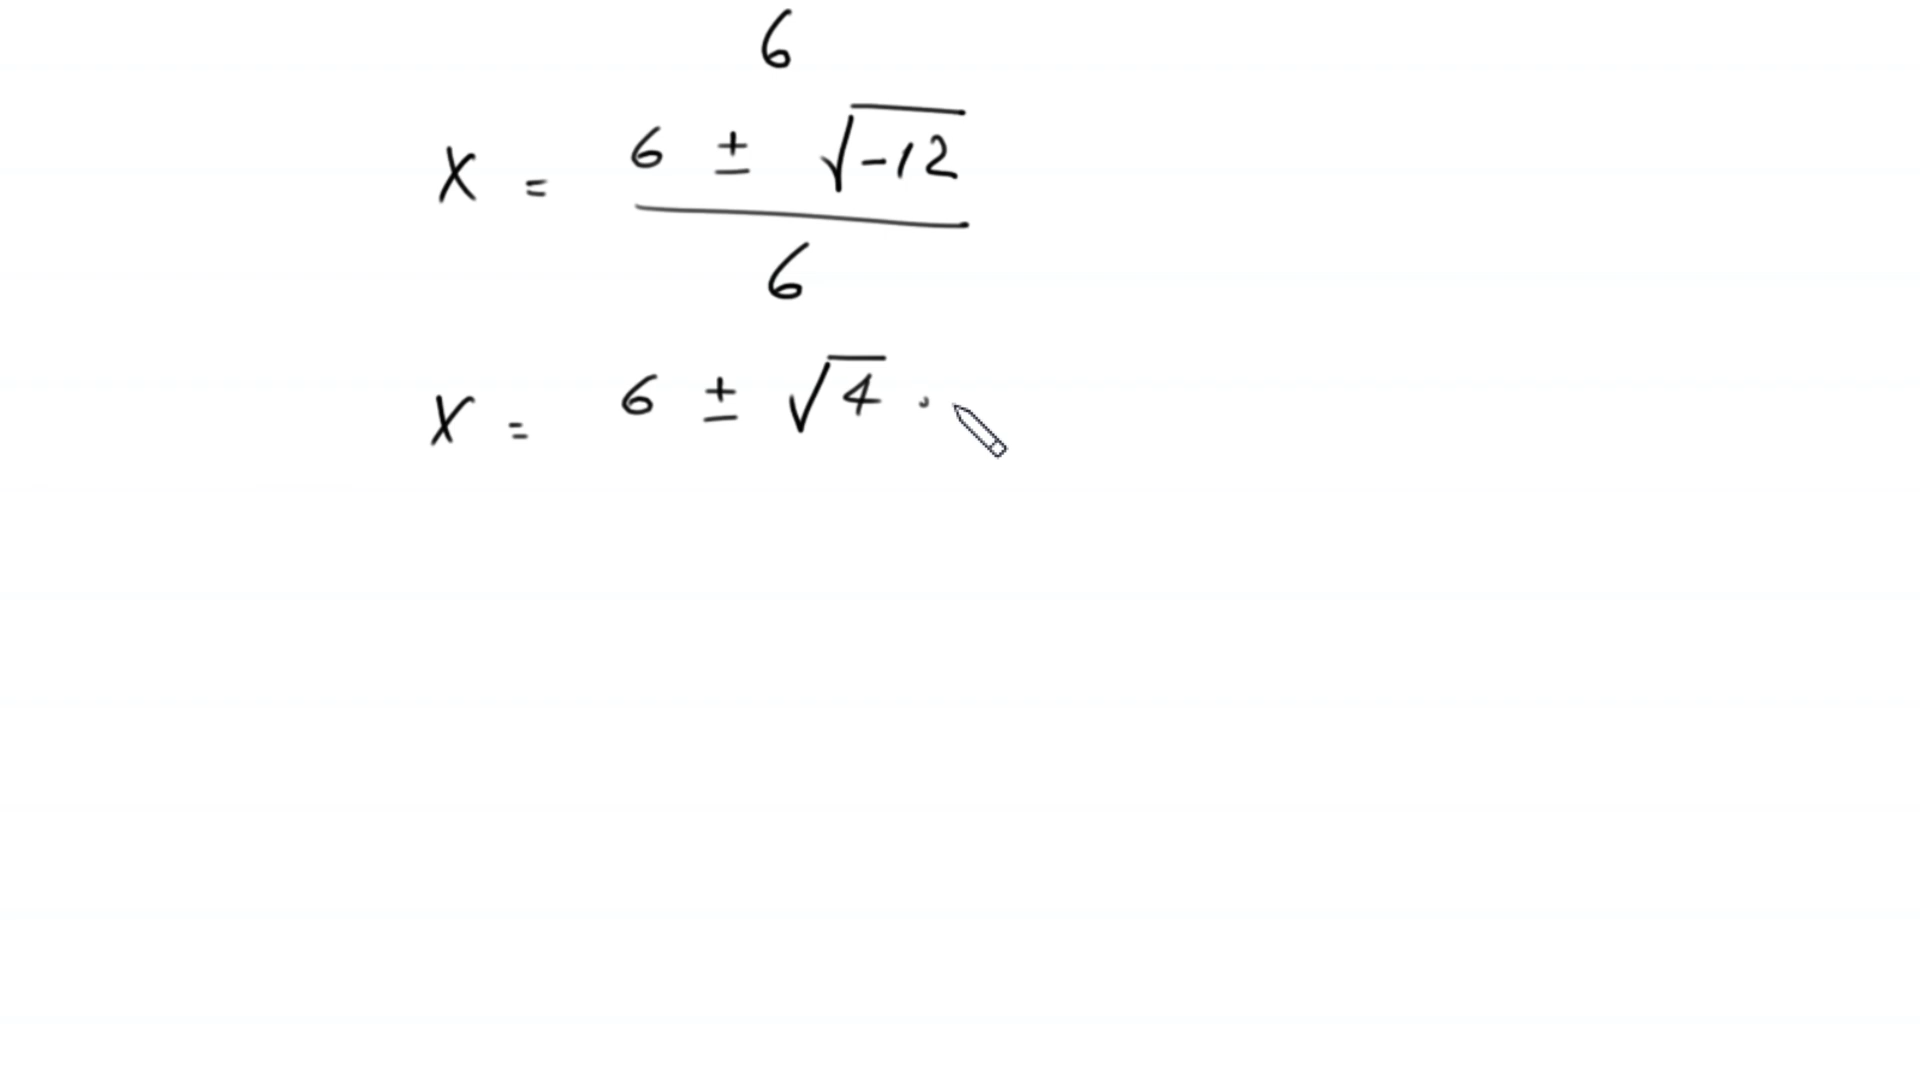 6
X = 6 ± √-12
6
X = 6 ± √4 ·